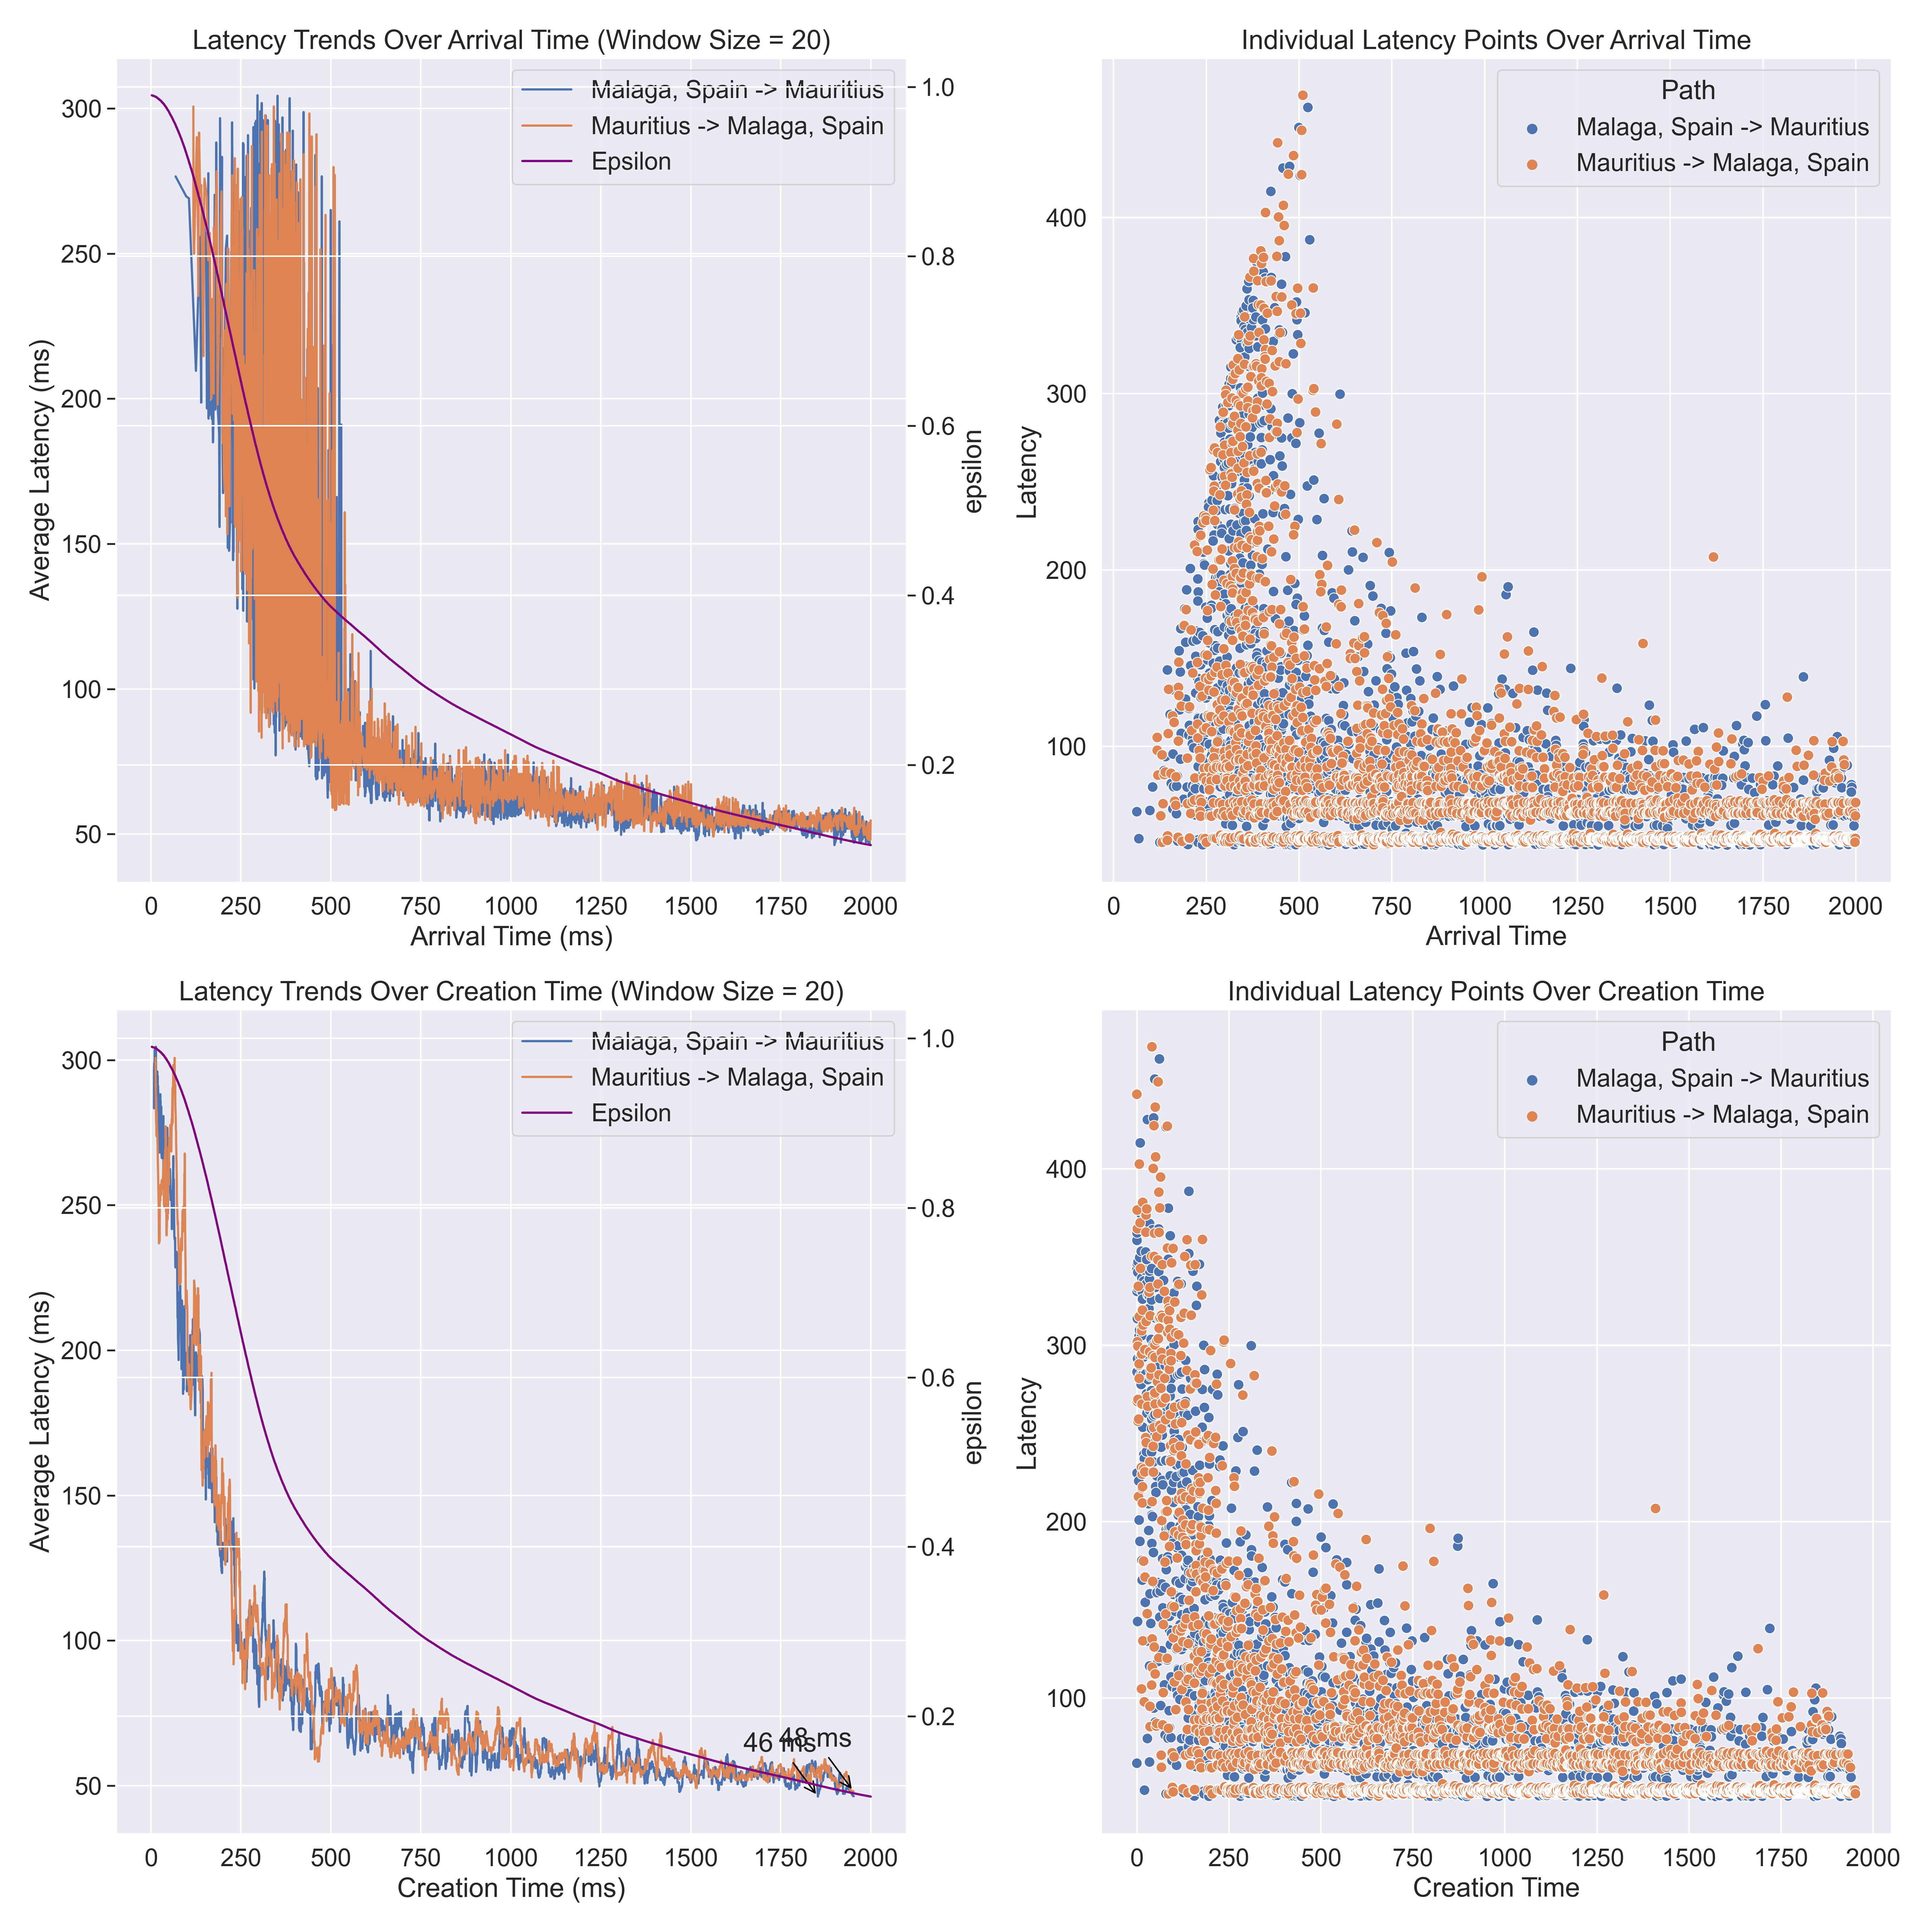 Latency Trends Over Arrival Time (Window Size = 20)
Malaga, Spain -> Mauritius
Mauritius -> Malaga, Spain
Epsilon
300
250
200
150
100
50
Average Latency (ms)
1.0
0.8
0.6
0.4
0.2
epsilon
0 250 500 750 1000 1250 1500 1750 2000
Arrival Time (ms)
Individual Latency Points Over Arrival Time
Path
Malaga, Spain -> Mauritius
Mauritius -> Malaga, Spain
400
300
200
100
Latency
0 250 500 750 1000 1250 1500 1750 2000
Arrival Time
Latency Trends Over Creation Time (Window Size = 20)
Malaga, Spain -> Mauritius
Mauritius -> Malaga, Spain
Epsilon
300
250
200
150
100
50
Average Latency (ms)
1.0
0.8
0.6
0.4
0.2
epsilon
46 ms
48 ms
0 250 500 750 1000 1250 1500 1750 2000
Creation Time (ms)
Individual Latency Points Over Creation Time
Path
Malaga, Spain -> Mauritius
Mauritius -> Malaga, Spain
400
300
200
100
Latency
0 250 500 750 1000 1250 1500 1750 2000
Creation Time